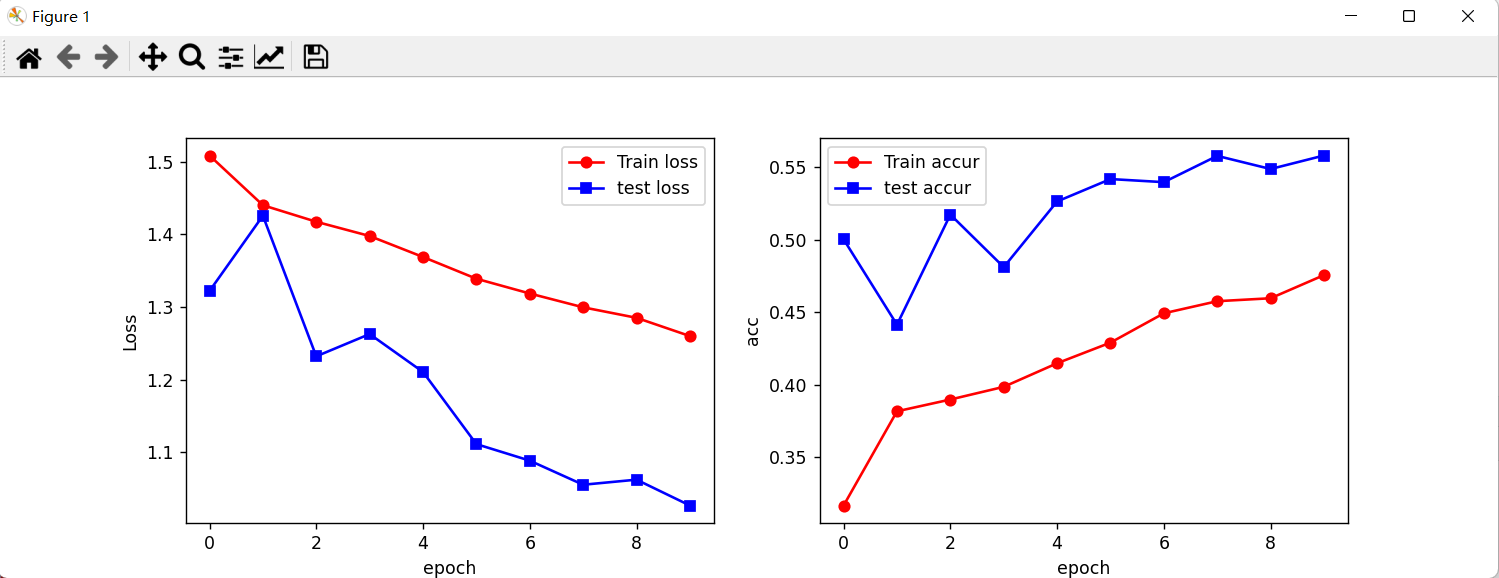 Figure 1
Train loss
test loss
1.5
1.4
1.3
1.2
1.1
Loss
0 2 4 6 8
epoch
Train accur
test accur
0.55
0.50
0.45
0.40
0.35
acc
0 2 4 6 8
epoch